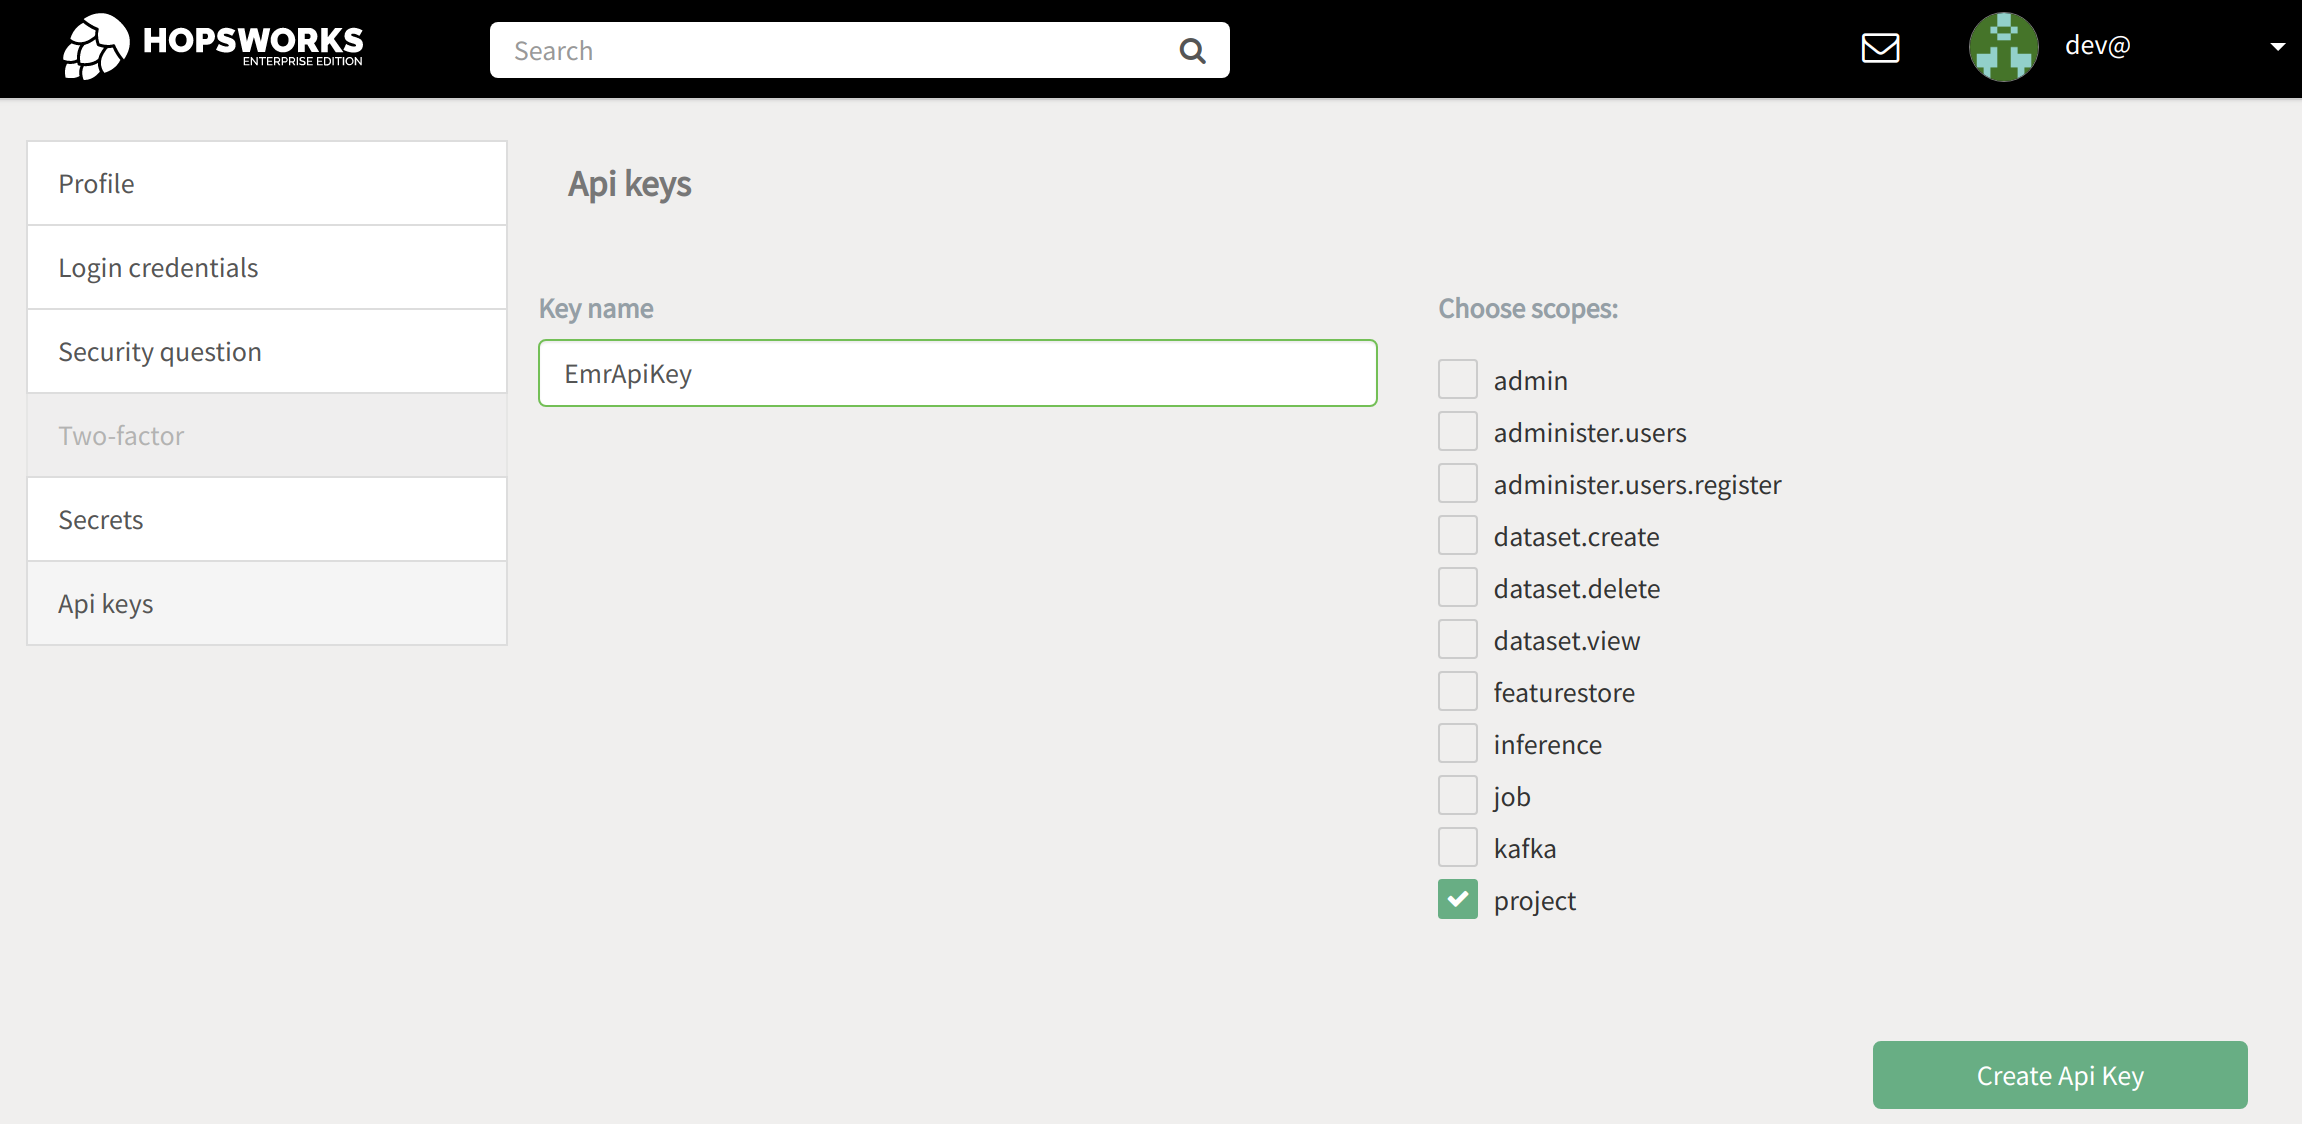 HOPSWORKS
ENTERPRISE EDITION
Search
dev@
Profile
Login credentials
Security question
Two-factor
Secrets
Api keys
Api keys
Key name
EmrApiKey
Choose scopes:
admin
administer.users
administer.users.register
dataset.create
dataset.delete
dataset.view
featurestore
inference
job
kafka
project
Create Api Key